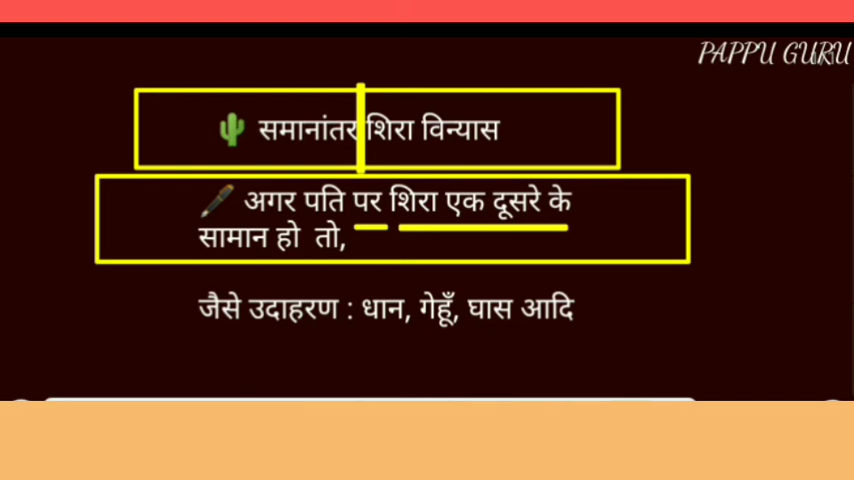 PAPPU GURU
समानांतर शिरा विन्यास
अगर पति पर शिरा एक दूसरे के
सामान हो तो,
जैसे उदाहरण : धान, गेहूँ, घास आदि